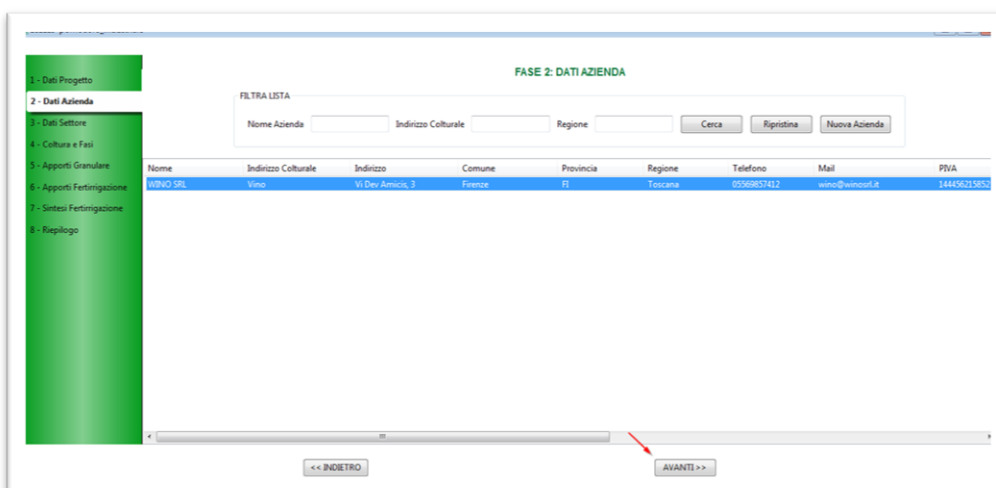 FASE 2: DATI AZIENDA
1 - Dati Progetto
2 - Dati Azienda
3 - Dati Settore
4 - Coltura e Fasi
5 - Apporti Granulare
6 - Apporti Fertirrigazione
7 - Sintesi Fertirrigazione
8 - Riepilogo
FILTRA LISTA
Nome Azienda Indirizzo Colturale Regione Cerca Ripristina Nuova Azienda
Nome Indirizzo Colturale Indirizzo Comune Provincia Regione Telefono Mail PIVA
WINO SRL Vino Vi Dev Amicis, 3 Firenze FI Toscana 05569857412 wino@winosrl.it 144456215852
<< INDIETRO AVANTI >>